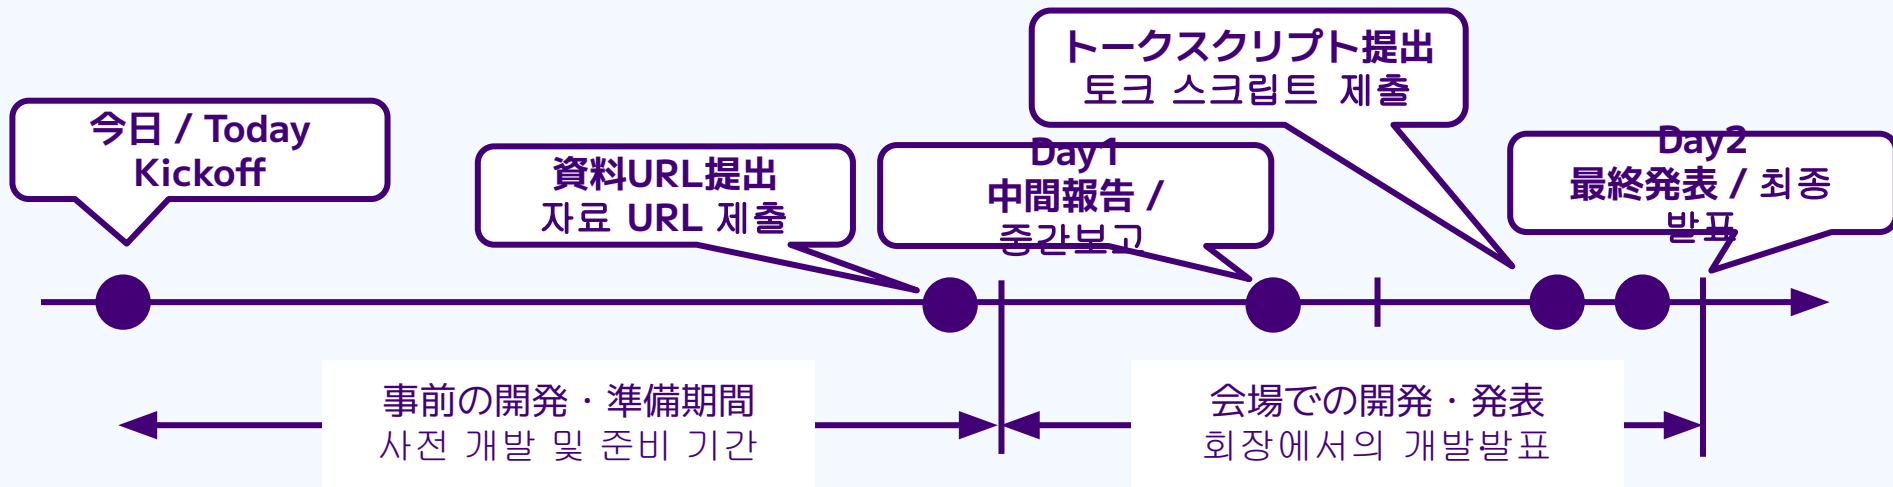 今日 / Today
Kickoff
資料URL提出
자료 URL 제출
Day1
中間報告 /
중간보고
トークスクリプト提出
토크 스크립트 제출
Day2
最終発表 / 최종
발표
事前の開発・準備期間
사전 개발 및 준비 기간
会場での開発・発表
회장에서의 개발·발표